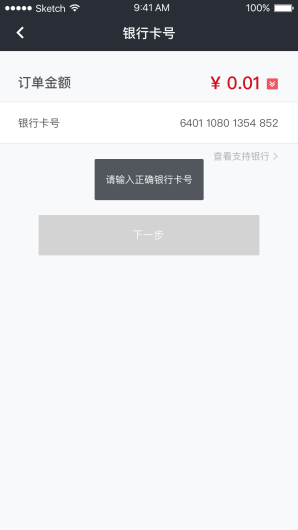 Sketch 9:41 AM 100%
银行卡号
订单金额 ¥ 0.01
银行卡号 6401 1080 1354 852
查看支持银行
请输入正确银行卡号
下一步